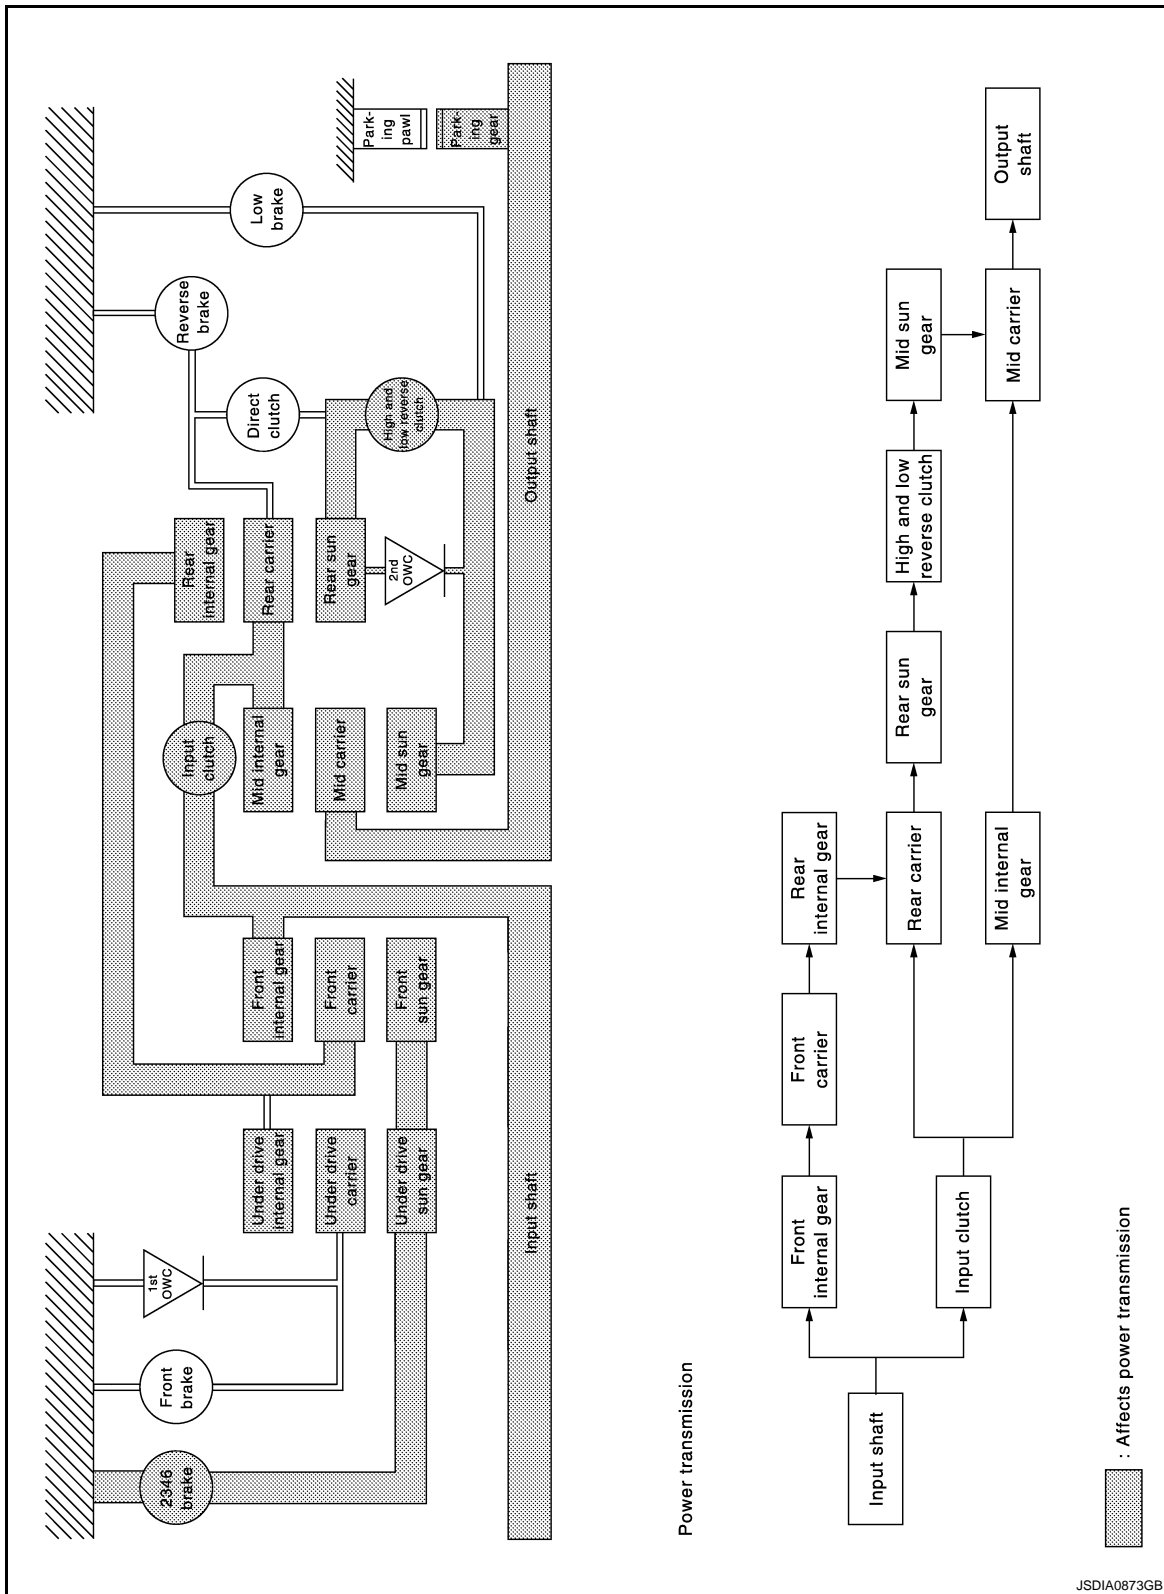 Low
brake
Reverse
brake
Direct
clutch
High and
low reverse
clutch
Park-
ing
pawl
Park-
ing
gear
Output shaft
Rear
internal gear
Rear carrier
Rear sun
gear
2nd
OWC
Input
clutch
Mid internal
gear
Mid carrier
Mid sun
gear
Front
internal gear
Front
carrier
Front
sun gear
Under drive
internal gear
Under drive
carrier
Under drive
sun gear
Input shaft
1st
OWC
Front
brake
2346
brake
Power transmission
Input shaft
Front
internal gear
Front
carrier
Rear
internal gear
Input clutch
Rear carrier
Mid internal
gear
Rear sun
gear
High and low
reverse clutch
Mid sun
gear
Mid carrier
Output
shaft
: Affects power transmission
JSDIA0873GB